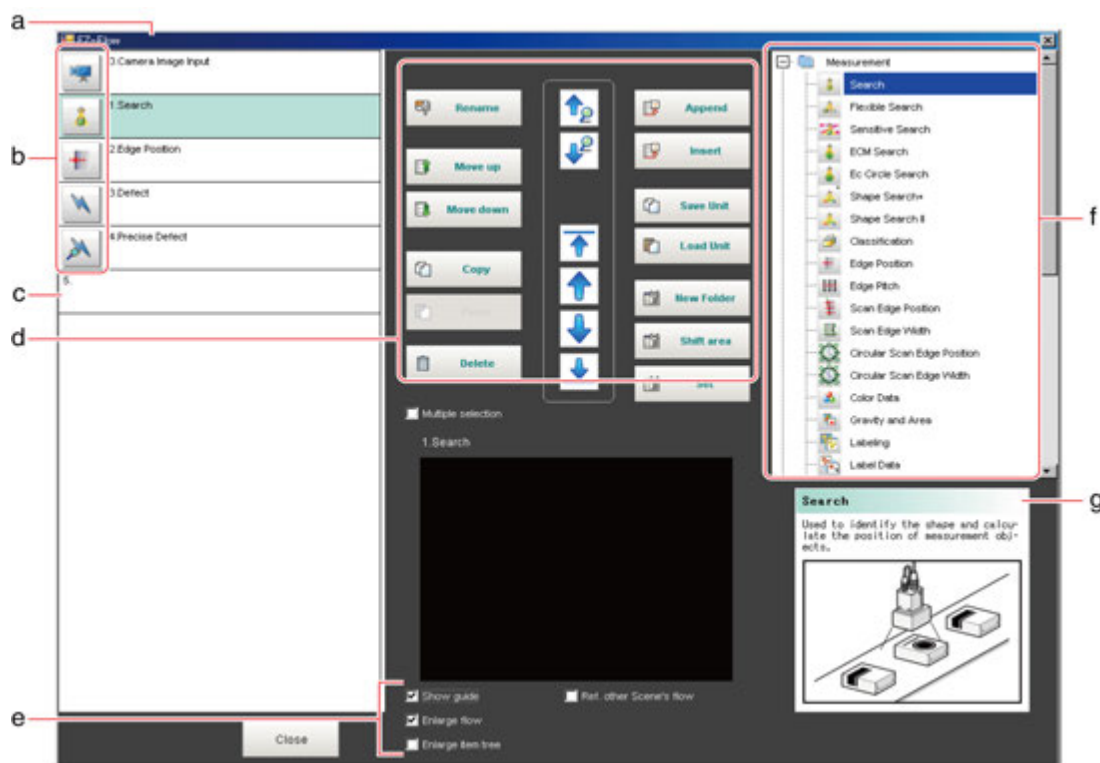 a
b
c
d
e
f
g
0.Camera Image Input
1.Search
2.Edge Position
3.Defect
4.Precise Defect
5.
Rename
Move up
Move down
Copy
Delete
Append
Insert
Save Unit
Load Unit
New Folder
Shift area
Multiple selection
1.Search
Show guide
Ref. other Scene's flow
Enlarge flow
Enlarge item tree
Close
Measurement
Search
Flexible Search
Sensitive Search
ECM Search
Ec Circle Search
Shape Search+
Shape Search II
Classification
Edge Position
Edge Pitch
Scan Edge Position
Scan Edge Width
Circular Scan Edge Position
Circular Scan Edge Width
Color Data
Gravity and Area
Labeling
Label Data
Search
Used to identify the shape and calcu-
late the position of measurement obj-
ects.